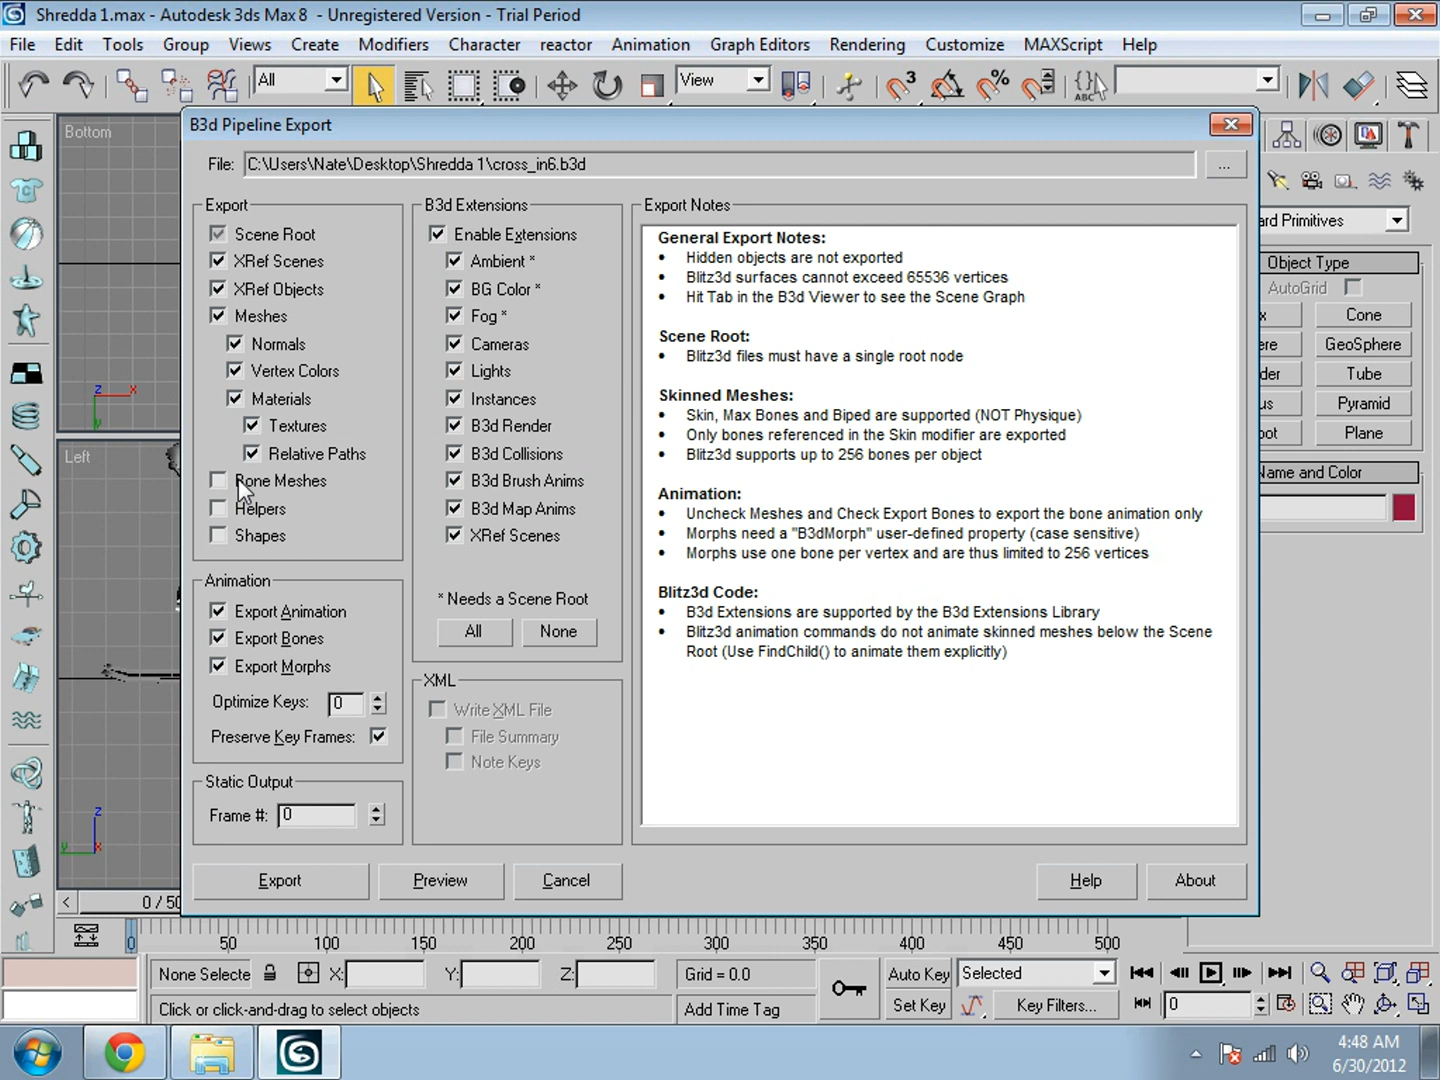 Shredda 1.max - Autodesk 3ds Max 8 - Unregistered Version - Trial Period
File Edit Tools Group Views Create Modifiers Character reactor Animation Graph Editors Rendering Customize MAXScript Help
All
View
3
%
ABC
Bottom
z x
Left
z
y x
B3d Pipeline Export
File: C:\Users\Nate\Desktop\Shredda 1\cross_in6.b3d
...
Export
Scene Root
XRef Scenes
XRef Objects
Meshes
Normals
Vertex Colors
Materials
Textures
Relative Paths
Bone Meshes
Helpers
Shapes
Animation
Export Animation
Export Bones
Export Morphs
Optimize Keys: 0
Preserve Key Frames:
Static Output
Frame #: 0
B3d Extensions
Enable Extensions
Ambient *
BG Color *
Fog *
Cameras
Lights
Instances
B3d Render
B3d Collisions
B3d Brush Anims
B3d Map Anims
XRef Scenes
* Needs a Scene Root
All None
XML
Write XML File
File Summary
Note Keys
Export Notes
General Export Notes:
• Hidden objects are not exported
• Blitz3d surfaces cannot exceed 65536 vertices
• Hit Tab in the B3d Viewer to see the Scene Graph
Scene Root:
• Blitz3d files must have a single root node
Skinned Meshes:
• Skin, Max Bones and Biped are supported (NOT Physique)
• Only bones referenced in the Skin modifier are exported
• Blitz3d supports up to 256 bones per object
Animation:
• Uncheck Meshes and Check Export Bones to export the bone animation only
• Morphs need a "B3dMorph" user-defined property (case sensitive)
• Morphs use one bone per vertex and are thus limited to 256 vertices
Blitz3d Code:
• B3d Extensions are supported by the B3d Extensions Library
• Blitz3d animation commands do not animate skinned meshes below the Scene
Root (Use FindChild() to animate them explicitly)
Export Preview Cancel Help About
ard Primitives
Object Type
AutoGrid
x Cone
ere GeoSphere
der Tube
us Pyramid
oot Plane
Name and Color
< 0 / 50
0 50 100 150 200 250 300 350 400 450 500
None Selecte X: Y: Z: Grid = 0.0 Auto Key Selected
Click or click-and-drag to select objects Add Time Tag Set Key Key Filters... 0
4:48 AM
6/30/2012